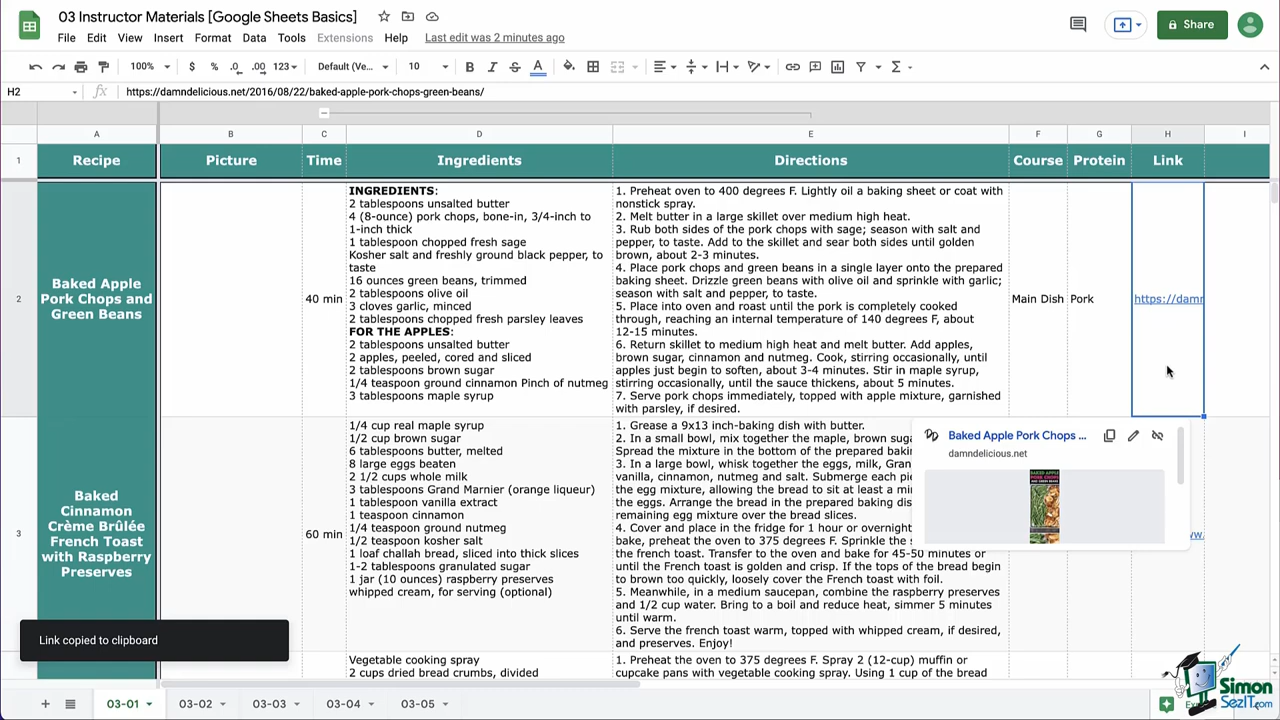 03 Instructor Materials [Google Sheets Basics]
File Edit View Insert Format Data Tools Extensions Help Last edit was 2 minutes ago
Share
100% $ % .0 .00 123 Default (Ve... 10 B I S A Σ
H2 fx https://damndelicious.net/2016/08/22/baked-apple-pork-chops-green-beans/
A B C D E F G H I
1 Recipe Picture Time Ingredients Directions Course Protein Link
2
Baked Apple
Pork Chops and
Green Beans
40 min
INGREDIENTS:
2 tablespoons unsalted butter
4 (8-ounce) pork chops, bone-in, 3/4-inch to
1-inch thick
1 tablespoon chopped fresh sage
Kosher salt and freshly ground black pepper, to
taste
16 ounces green beans, trimmed
2 tablespoons olive oil
3 cloves garlic, minced
2 tablespoons chopped fresh parsley leaves
FOR THE APPLES:
2 tablespoons unsalted butter
2 apples, peeled, cored and sliced
2 tablespoons brown sugar
1/4 teaspoon ground cinnamon Pinch of nutmeg
3 tablespoons maple syrup
1. Preheat oven to 400 degrees F. Lightly oil a baking sheet or coat with
nonstick spray.
2. Melt butter in a large skillet over medium high heat.
3. Rub both sides of the pork chops with sage; season with salt and
pepper, to taste. Add to the skillet and sear both sides until golden
brown, about 2-3 minutes.
4. Place pork chops and green beans in a single layer onto the prepared
baking sheet. Drizzle green beans with olive oil and sprinkle with garlic;
season with salt and pepper, to taste.
5. Place into oven and roast until the pork is completely cooked
through, reaching an internal temperature of 140 degrees F, about
12-15 minutes.
6. Return skillet to medium high heat and melt butter. Add apples,
brown sugar, cinnamon and nutmeg. Cook, stirring occasionally, until
apples just begin to soften, about 3-4 minutes. Stir in maple syrup,
stirring occasionally, until the sauce thickens, about 5 minutes.
7. Serve pork chops immediately, topped with apple mixture, garnished
with parsley, if desired.
Main Dish
Pork
https://damr
3
Baked
Cinnamon
Crème Brûlée
French Toast
with Raspberry
Preserves
60 min
1/4 cup real maple syrup
1/2 cup brown sugar
6 tablespoons butter, melted
8 large eggs beaten
2 1/2 cups whole milk
3 tablespoons Grand Marnier (orange liqueur)
1 tablespoon vanilla extract
1 teaspoon cinnamon
1/4 teaspoon ground nutmeg
1/2 teaspoon kosher salt
1 loaf challah bread, sliced into thick slices
1-2 tablespoons granulated sugar
1 jar (10 ounces) raspberry preserves
whipped cream, for serving (optional)
1. Grease a 9x13 inch-baking dish with butter.
2. In a small bowl, mix together the maple, brown suga
Spread the mixture in the bottom of the prepared bakin
3. In a large bowl, whisk together the eggs, milk, Gran
vanilla, cinnamon, nutmeg and salt. Submerge each pie
the egg mixture, allowing the bread to sit at least a mi
the eggs. Arrange the bread in the prepared baking dis
remaining egg mixture over the bread slices.
4. Cover and place in the fridge for 1 hour or overnight
bake, preheat oven to 375 degrees F. Sprinkle the s
the french toast. Transfer to the oven and bake for 45-50 minutes or
until the French toast is golden and crisp. If the tops of the bread begin
to brown too quickly, loosely cover the French toast with foil.
5. Meanwhile, in a medium saucepan, combine the raspberry preserves
and 1/2 cup water. Bring to a boil and reduce heat, simmer 5 minutes
until warm.
6. Serve the french toast warm, topped with whipped cream, if desired,
and preserves. Enjoy!
Baked Apple Pork Chops ...
damndelicious.net
BAKED APPLE
PORK CHOPS
AND GREEN BEANS
ww.
Vegetable cooking spray
2 cups dried bread crumbs, divided
1. Preheat the oven to 375 degrees F. Spray 2 (12-cup) muffin or
cupcake pans with vegetable cooking spray. Using 1 cup of the bread
Link copied to clipboard
03-01 03-02 03-03 03-04 03-05
Simon
SezIT.com